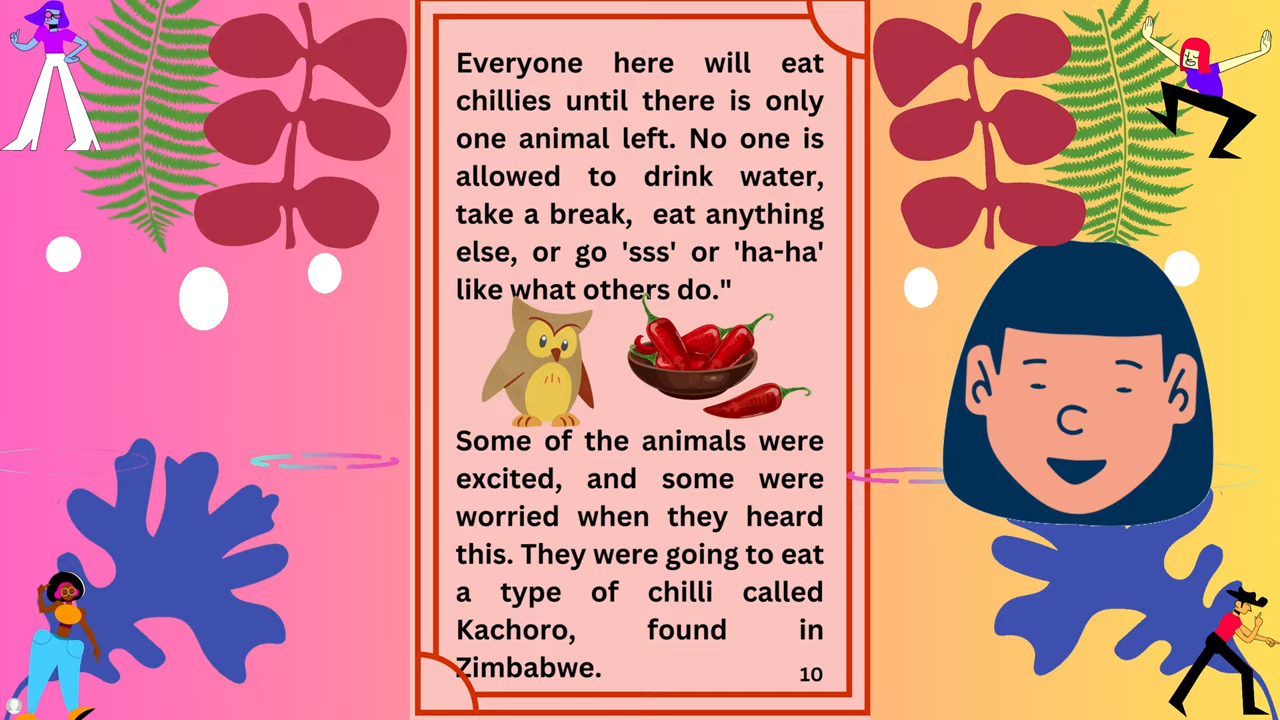 Everyone here will eat
chillies until there is only
one animal left. No one is
allowed to drink water,
take a break, eat anything
else, or go 'sss' or 'ha-ha'
like what others do."
Some of the animals were
excited, and some were
worried when they heard
this. They were going to eat
a type of chilli called
Kachoro, found in
Zimbabwe.
10